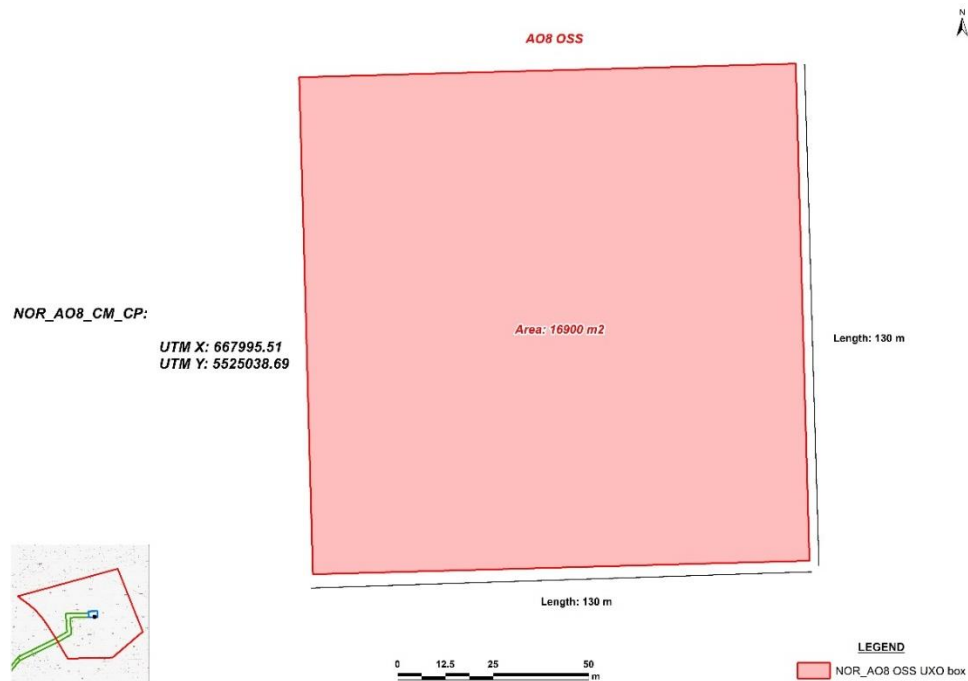 N
AO8 OSS
NOR_AO8_CM_CP:
UTM X: 667995.51
UTM Y: 5525038.69
Area: 16900 m2
Length: 130 m
Length: 130 m
0 12.5 25 50
m
LEGEND
NOR_AO8 OSS UXO box